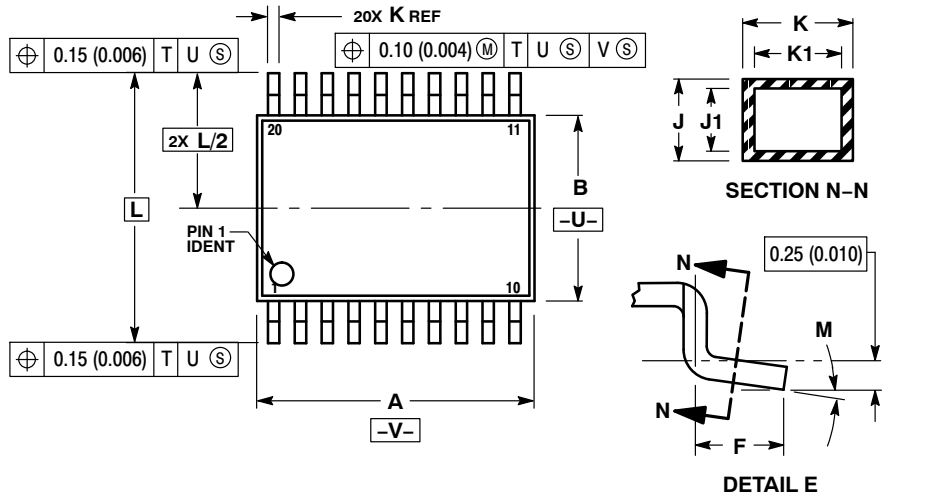 20X K REF
⌖ 0.15 (0.006) T U Ⓢ
⌖ 0.10 (0.004) Ⓜ T U Ⓢ V Ⓢ
K
K1
J
J1
SECTION N–N
2X L/2
L
20
11
B
–U–
PIN 1
IDENT
1
10
⌖ 0.15 (0.006) T U Ⓢ
A
–V–
0.25 (0.010)
N
M
N
F
DETAIL E